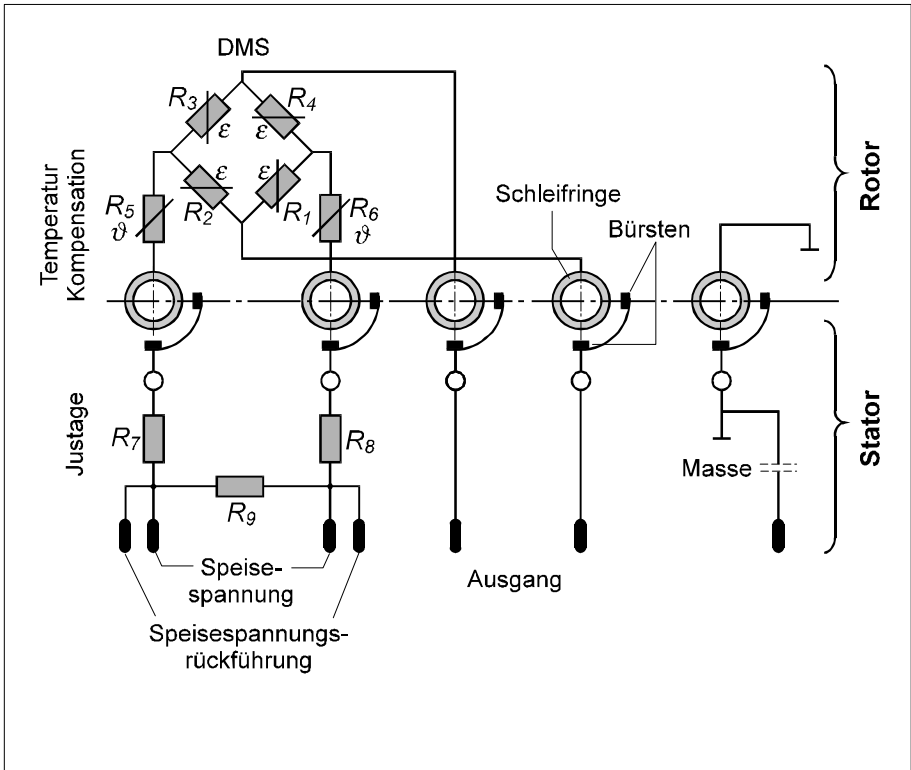 DMS
R3
R4
ε
ε
ε
ε
R5
ϑ
R2
R1
R6
ϑ
Temperatur
Kompensation
Schleifringe
Bürsten
Rotor
Justage
R7
R8
R9
Masse
Stator
Speise-
spannung
Ausgang
Speisespannungs-
rückführung